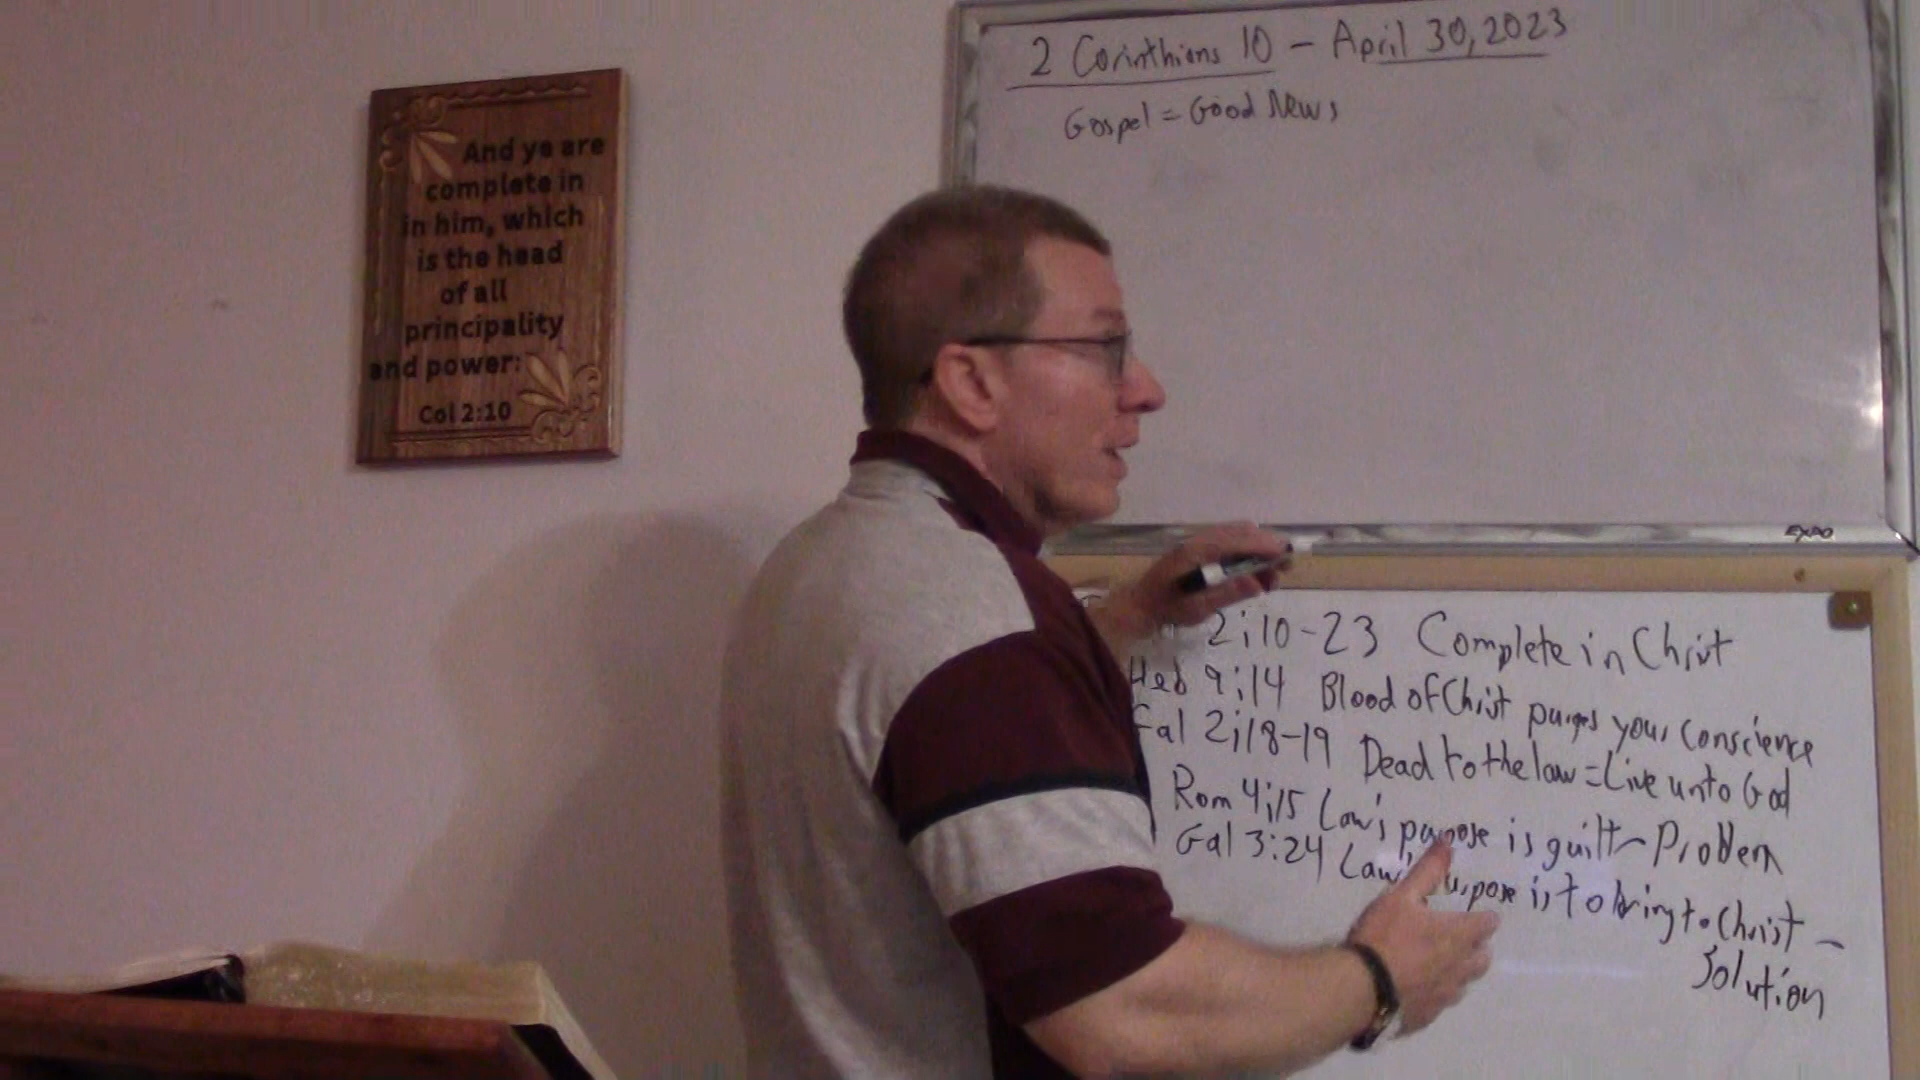 And ye are
complete in
in him, which
is the head
of all
principality
and power:
Col 2:10
2 Corinthians 10 - April 30, 2023
Gospel = Good News
EXPO
2:10-23 Complete in Christ
Heb 9:14 Blood of Christ purges your conscience
Gal 2:18-19 Dead to the law = Live unto God
Rom 4:15 Law's purpose is guilt - Problem
Gal 3:24 Law's purpose is to bring to Christ -
Solution